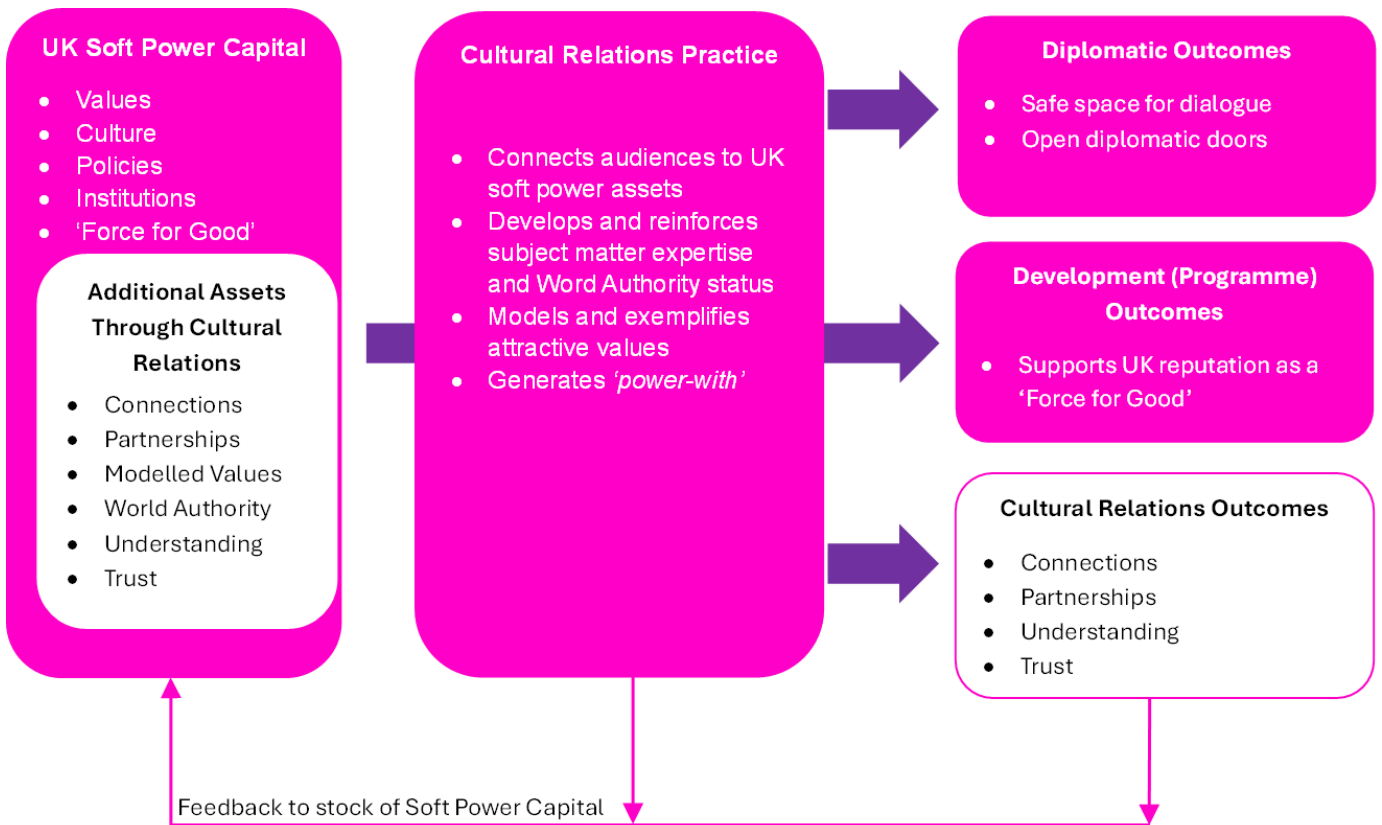 UK Soft Power Capital
● Values
● Culture
● Policies
● Institutions
● ‘Force for Good’
Additional Assets
Through Cultural
Relations
● Connections
● Partnerships
● Modelled Values
● World Authority
● Understanding
● Trust
Cultural Relations Practice
● Connects audiences to UK
soft power assets
● Develops and reinforces
subject matter expertise
and Word Authority status
● Models and exemplifies
attractive values
● Generates ‘power-with’
Diplomatic Outcomes
● Safe space for dialogue
● Open diplomatic doors
Development (Programme)
Outcomes
● Supports UK reputation as a
‘Force for Good’
Cultural Relations Outcomes
● Connections
● Partnerships
● Understanding
● Trust
Feedback to stock of Soft Power Capital